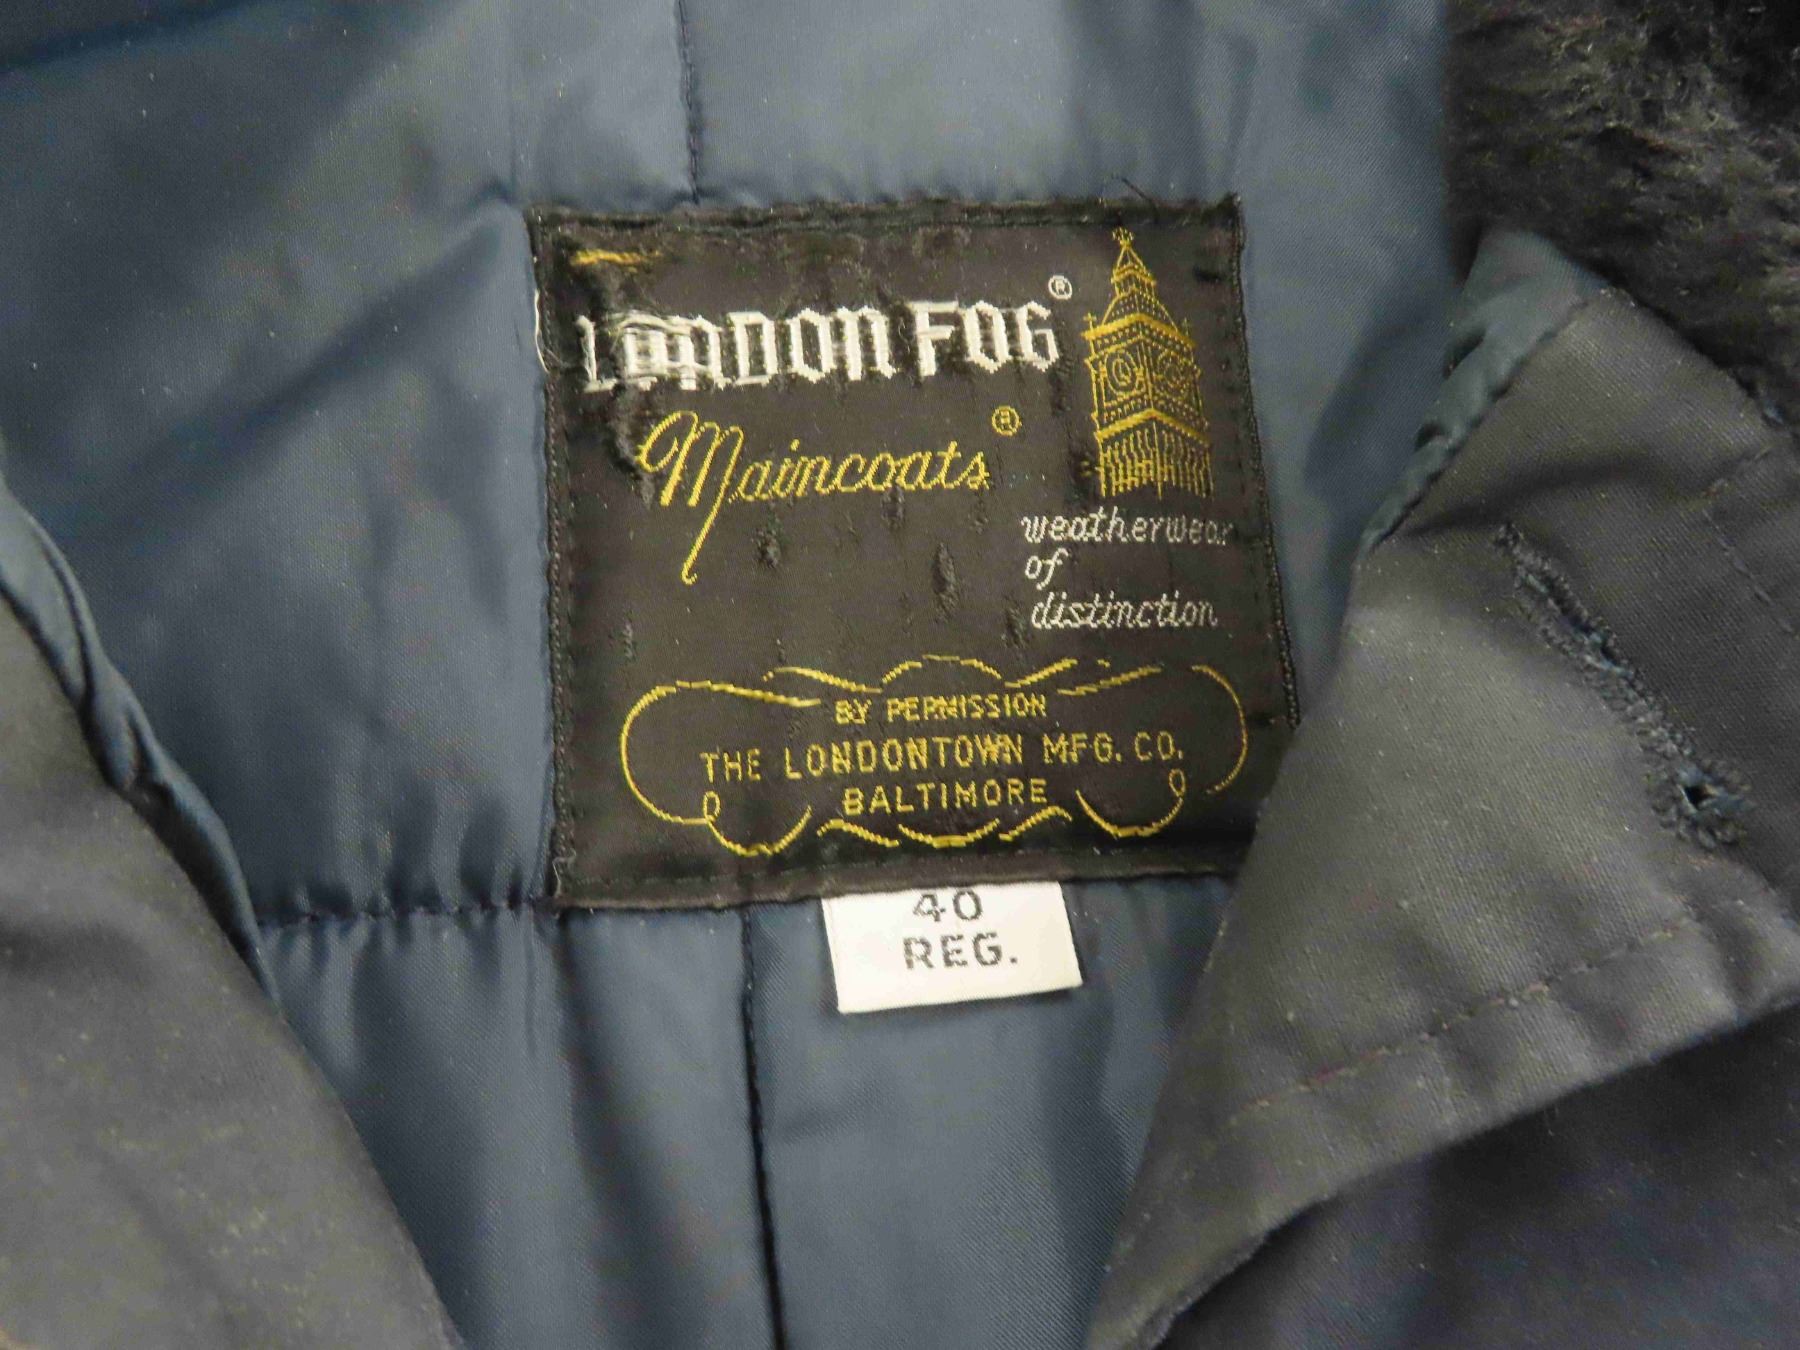 LONDON FOG®
Maincoats®
weatherwear
of
distinction
BY PERMISSION
THE LONDONTOWN MFG. CO.
BALTIMORE
40
REG.